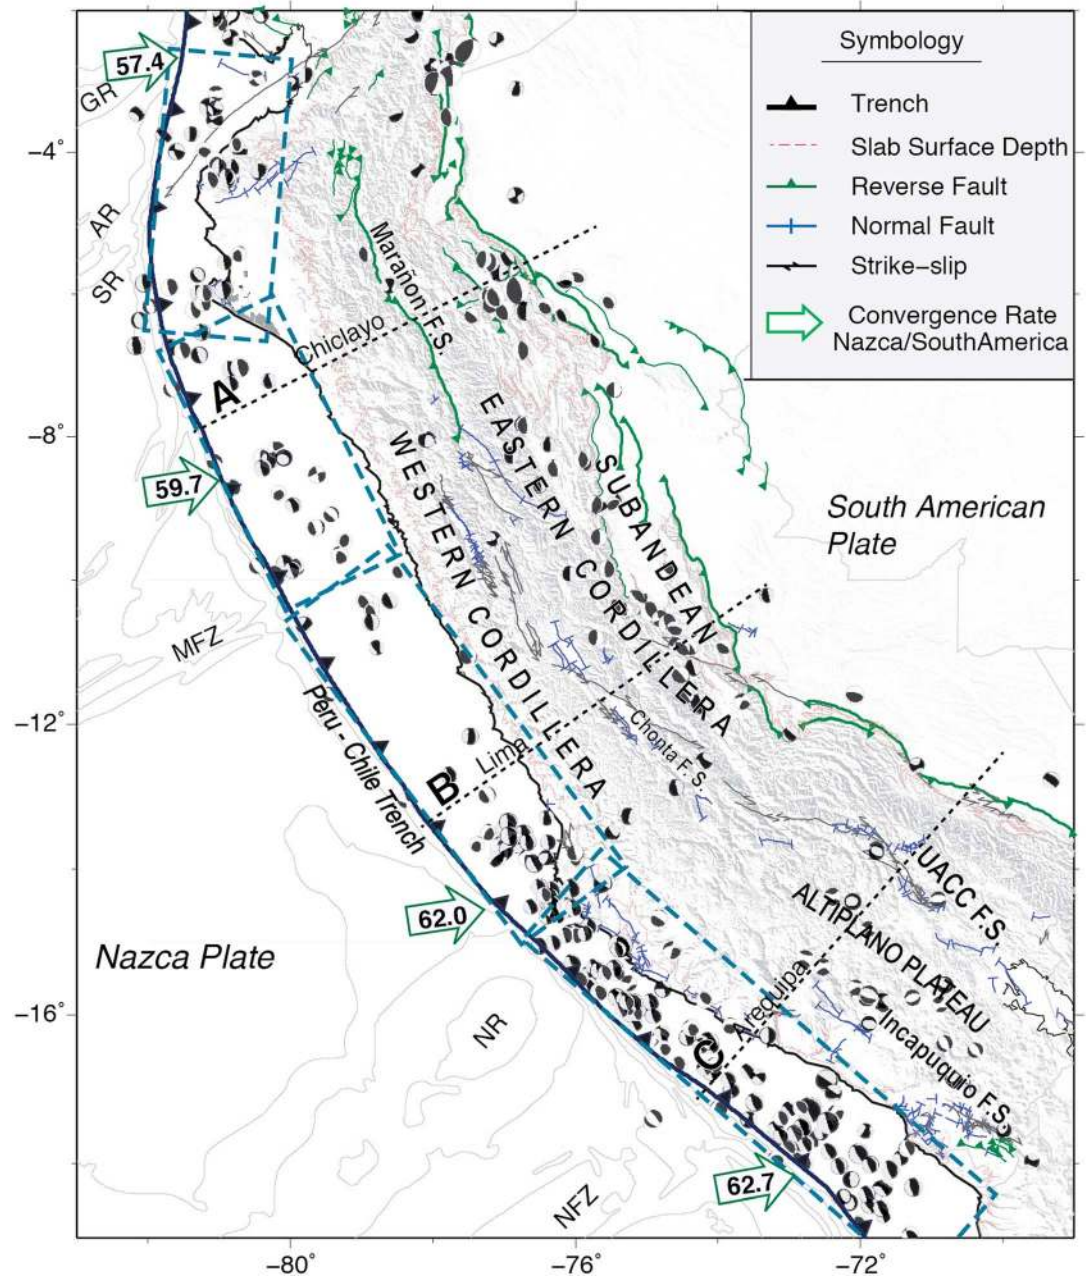 Symbology
Trench
Slab Surface Depth
Reverse Fault
Normal Fault
Strike-slip
Convergence Rate
Nazca/SouthAmerica
57.4
GR
−4°
AR
SR
Marañon F.S
Chiclayo
A
−8°
59.7
WESTERN CORDILLERA
EASTERN CORDILLERA
SUBANDEAN
South American
Plate
MFZ
−12°
Peru - Chile Trench
B
Lima
Chonta F.S
62.0
Nazca Plate
UACC F.S
ALTIPLANO PLATEAU
−16°
NR
C
Arequipa
Incapuquio F.S
62.7
NFZ
−80°
−76°
−72°